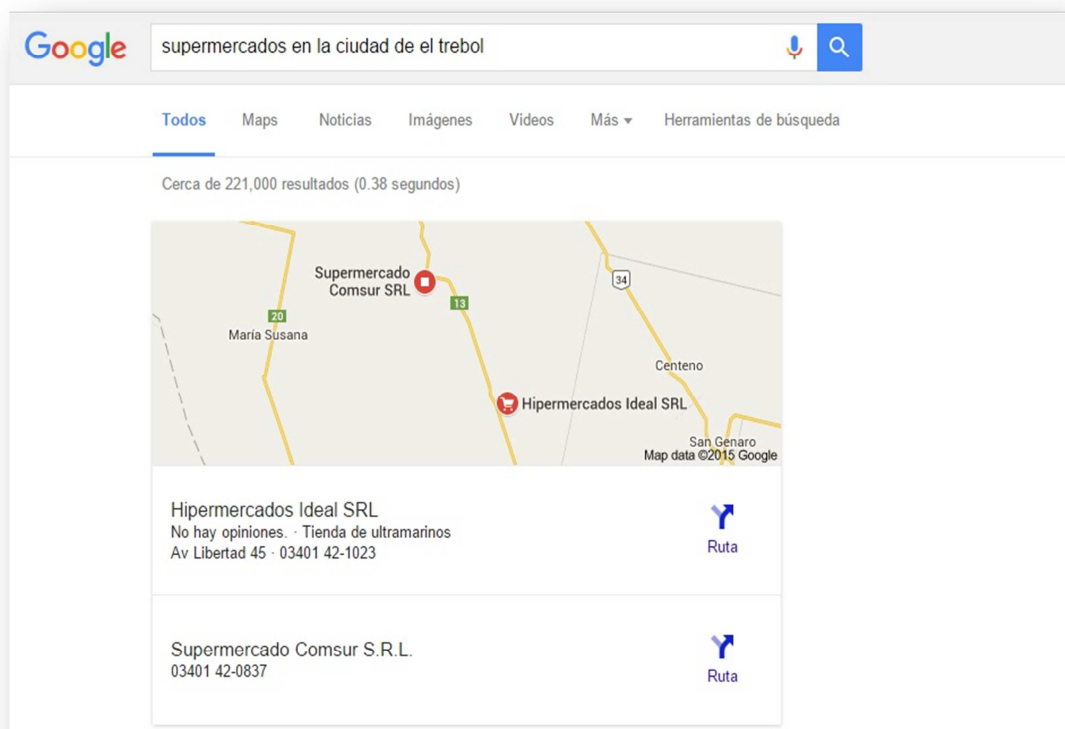 Google
supermercados en la ciudad de el trebol
Todos Maps Noticias Imágenes Videos Más Herramientas de búsqueda
Cerca de 221,000 resultados (0.38 segundos)
Supermercado
Comsur SRL
34
13
20
María Susana
Centeno
Hipermercados Ideal SRL
San Genaro
Map data ©2015 Google
Hipermercados Ideal SRL
No hay opiniones. · Tienda de ultramarinos
Av Libertad 45 · 03401 42-1023
Ruta
Supermercado Comsur S.R.L.
03401 42-0837
Ruta